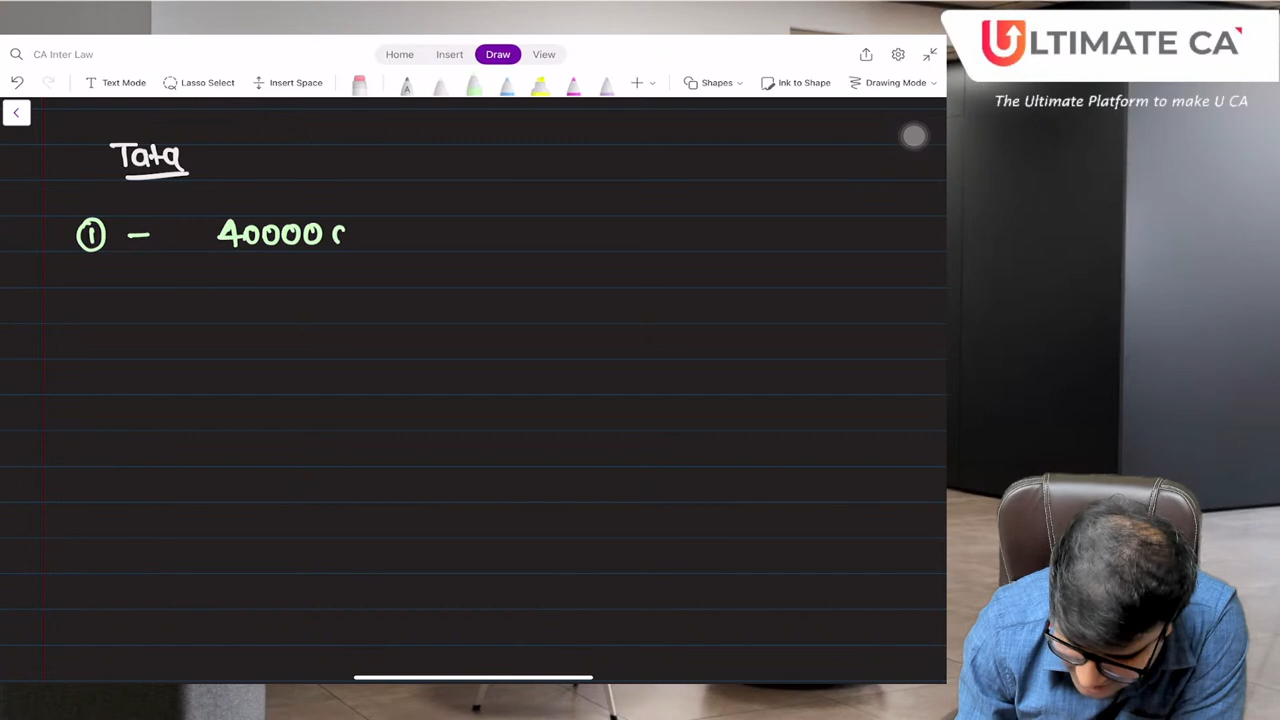 ULTIMATE CA
The Ultimate Platform to make U CA
CA Inter Law
Home Insert Draw View
Text Mode Lasso Select Insert Space Shapes Ink to Shape Drawing Mode
Tata
① - 40000